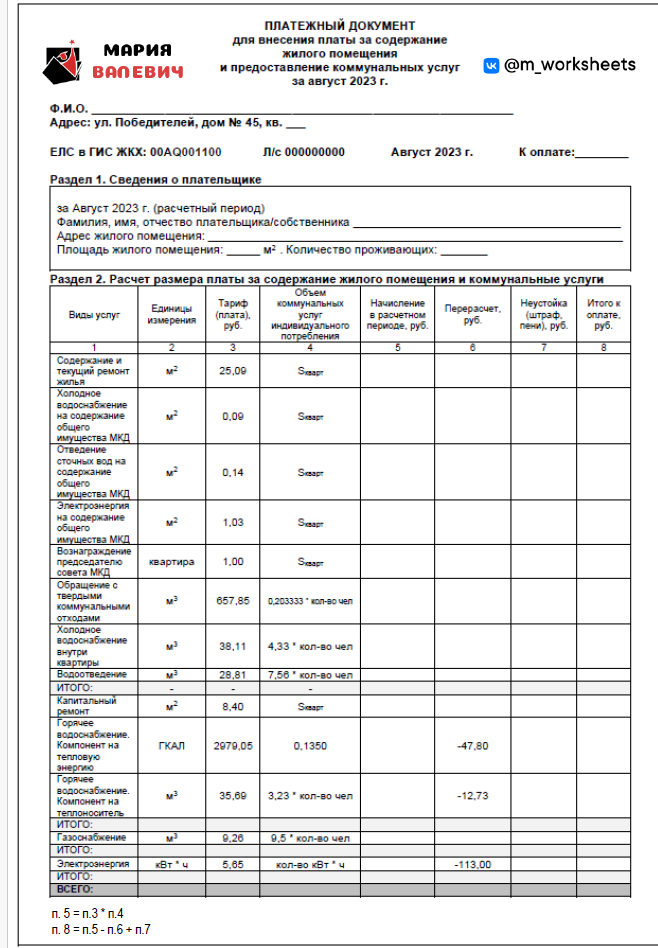 ПЛАТЕЖНЫЙ ДОКУМЕНТ
для внесения платы за содержание
жилого помещения
и предоставление коммунальных услуг
за август 2023 г.
МАРИЯ
ВАЛЕВИЧ
@m_worksheets
Ф.И.О. ____________________
Адрес: ул. Победителей, дом № 45, кв. ___
ЕЛС в ГИС ЖКХ: 00AQ001100 Л/с 000000000 Август 2023 г. К оплате:________
Раздел 1. Сведения о плательщике
за Август 2023 г. (расчетный период)
Фамилия, имя, отчество плательщика/собственника ____________________
Адрес жилого помещения: ____________________
Площадь жилого помещения: _____ м² . Количество проживающих: _______
Раздел 2. Расчет размера платы за содержание жилого помещения и коммунальные услуги
Виды услуг
Единицы
измерения
Тариф
(плата),
руб.
Объем
коммунальных
услуг
индивидуального
потребления
Начисление
в расчетном
периоде, руб.
Перерасчет,
руб.
Неустойка
(штраф,
пени), руб.
Итого к
оплате,
руб.
1 2 3 4 5 6 7 8
Содержание и
текущий ремонт
жилья
м² 25,09 Sкварт
Холодное
водоснабжение
на содержание
общего
имущества МКД
м² 0,09 Sкварт
Отведение
сточных вод на
содержание
общего
имущества МКД
м² 0,14 Sкварт
Электроэнергия
на содержание
общего
имущества МКД
м² 1,03 Sкварт
Вознаграждение
председателю
совета МКД
квартира 1,00 Sкварт
Обращение с
твердыми
коммунальными
отходами
м³ 657,85 0,203333 * кол-во чел
Холодное
водоснабжение
внутри
квартиры
м³ 38,11 4,33 * кол-во чел
Водоотведение м³ 28,81 7,56 * кол-во чел
ИТОГО: - - -
Капитальный
ремонт
м² 8,40 Sкварт
Горячее
водоснабжение.
Компонент на
тепловую
энергию
ГКАЛ 2979,05 0,1350 -47,80
Горячее
водоснабжение.
Компонент на
теплоноситель
м³ 35,69 3,23 * кол-во чел -12,73
ИТОГО:
Газоснабжение м³ 9,26 9,5 * кол-во чел
ИТОГО:
Электроэнергия кВт * ч 5,65 кол-во кВт * ч -113,00
ИТОГО:
ВСЕГО:
п. 5 = п.3 * п.4
п. 8 = п.5 - п.6 + п.7